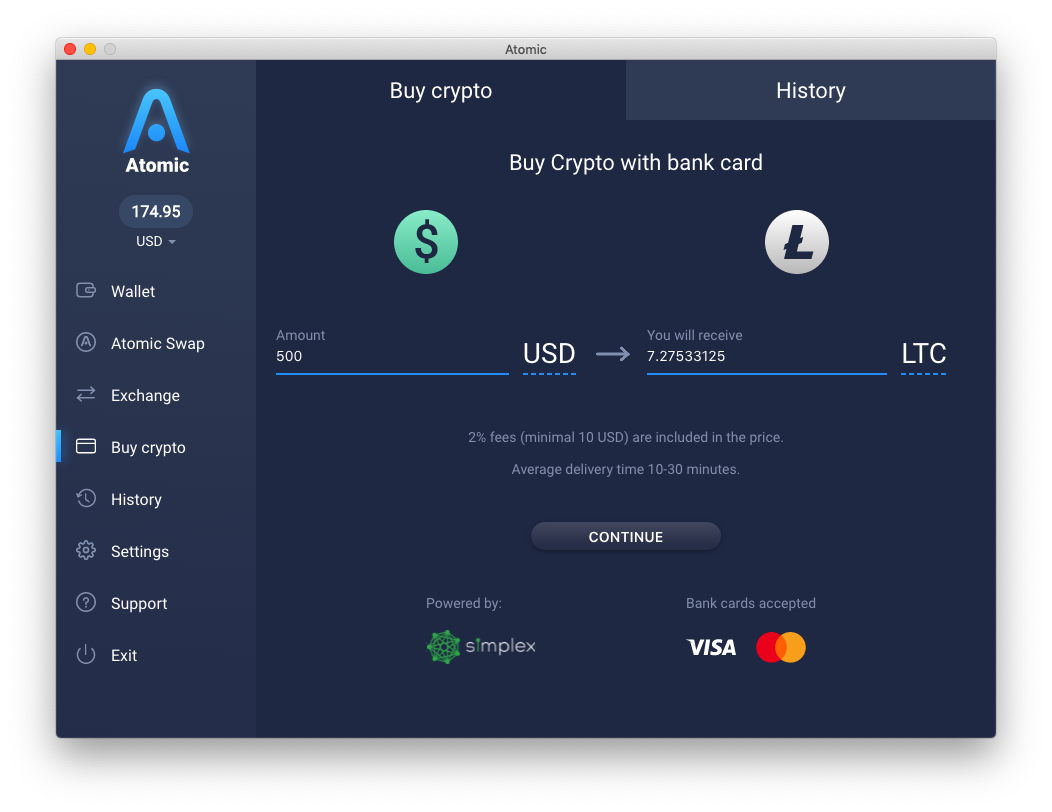 Atomic
Atomic
174.95
USD
Wallet
Atomic Swap
Exchange
Buy crypto
History
Settings
Support
Exit
Buy crypto
History
Buy Crypto with bank card
$
Ł
Amount
500
USD
You will receive
7.27533125
LTC
2% fees (minimal 10 USD) are included in the price.
Average delivery time 10-30 minutes.
CONTINUE
Powered by:
simplex
Bank cards accepted
VISA